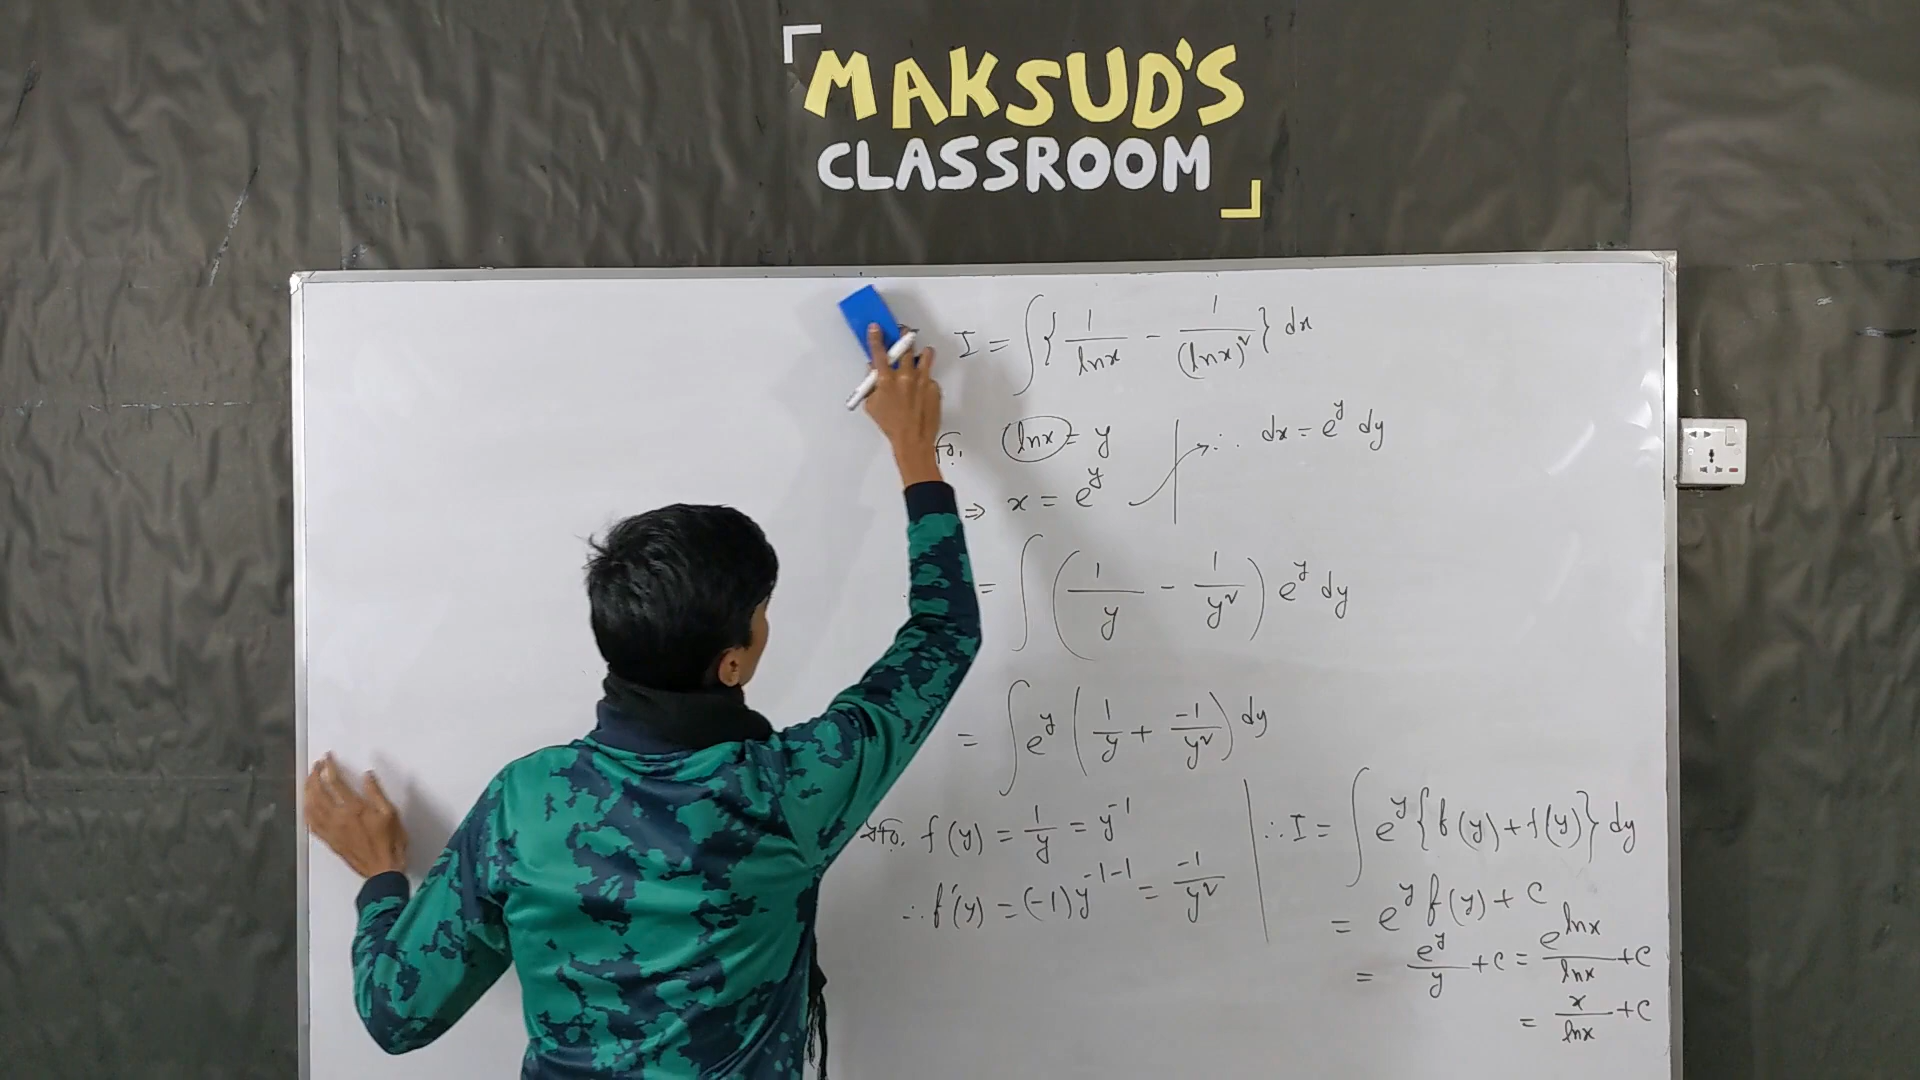 MAKSUD'S
CLASSROOM
I = ∫ { 1/lnx - 1/(lnx)² } dx
lnx = y
∴ dx = e^y dy
⇒ x = e^y
= ∫ ( 1/y - 1/y² ) e^y dy
= ∫ e^y ( 1/y + -1/y² ) dy
ধরি, f(y) = 1/y = y^-1
∴ f'(y) = (-1)y^-1-1 = -1/y²
∴ I = ∫ e^y { f(y) + f'(y) } dy
= e^y f(y) + c
= e^y/y + c = e^lnx/lnx + c
= x/lnx + c